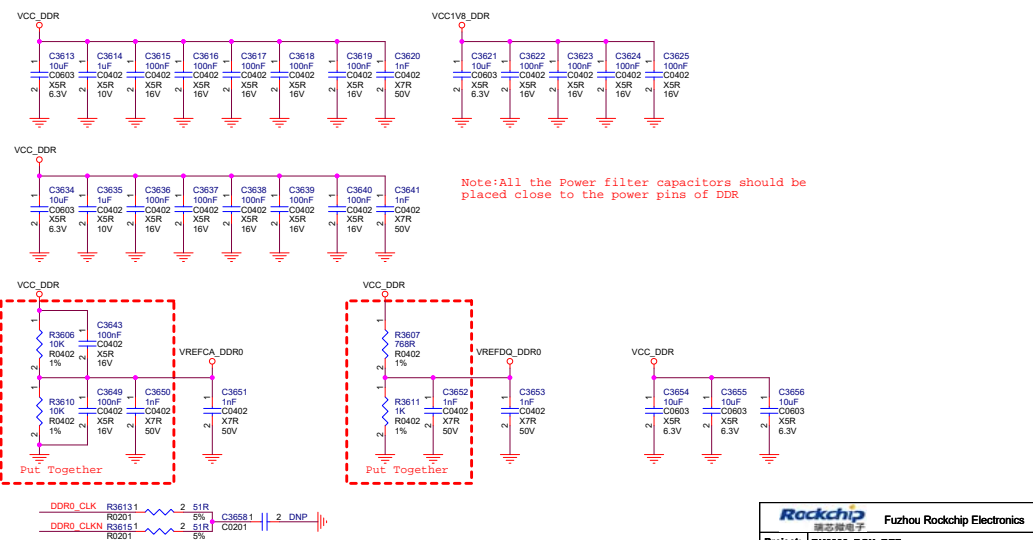 VCC_DDR
VCC1V8_DDR
C3613 10uF C0603 X5R 6.3V
C3614 1uF C0402 X5R 10V
C3615 100nF C0402 X5R 16V
C3616 100nF C0402 X5R 16V
C3617 100nF C0402 X5R 16V
C3618 100nF C0402 X5R 16V
C3619 100nF C0402 X5R 16V
C3620 1nF C0402 X7R 50V
C3621 10uF C0603 X5R 6.3V
C3622 100nF C0402 X5R 16V
C3623 100nF C0402 X5R 16V
C3624 100nF C0402 X5R 16V
C3625 100nF C0402 X5R 16V
VCC_DDR
C3634 10uF C0603 X5R 6.3V
C3635 1uF C0402 X5R 10V
C3636 100nF C0402 X5R 16V
C3637 100nF C0402 X5R 16V
C3638 100nF C0402 X5R 16V
C3639 100nF C0402 X5R 16V
C3640 100nF C0402 X5R 16V
C3641 1nF C0402 X7R 50V
Note:All the Power filter capacitors should be
placed close to the power pins of DDR
VCC_DDR
R3606 10K R0402 1%
C3643 100nF C0402 X5R 16V
VREFCA_DDR0
R3610 10K R0402 1%
C3649 100nF C0402 X5R 16V
C3650 1nF C0402 X7R 50V
C3651 1nF C0402 X7R 50V
Put Together
VCC_DDR
R3607 768R R0402 1%
VREFDQ_DDR0
R3611 1K R0402 1%
C3652 1nF C0402 X7R 50V
C3653 1nF C0402 X7R 50V
Put Together
VCC_DDR
C3654 10uF C0603 X5R 6.3V
C3655 10uF C0603 X5R 6.3V
C3656 10uF C0603 X5R 6.3V
DDR0_CLK R3613 1 2 51R
R0201 5%
C3658 1 2 DNP
C0201
DDR0_CLKN R3615 1 2 51R
R0201 5%
Rockchip
瑞芯微电子
Fuzhou Rockchip Electronics